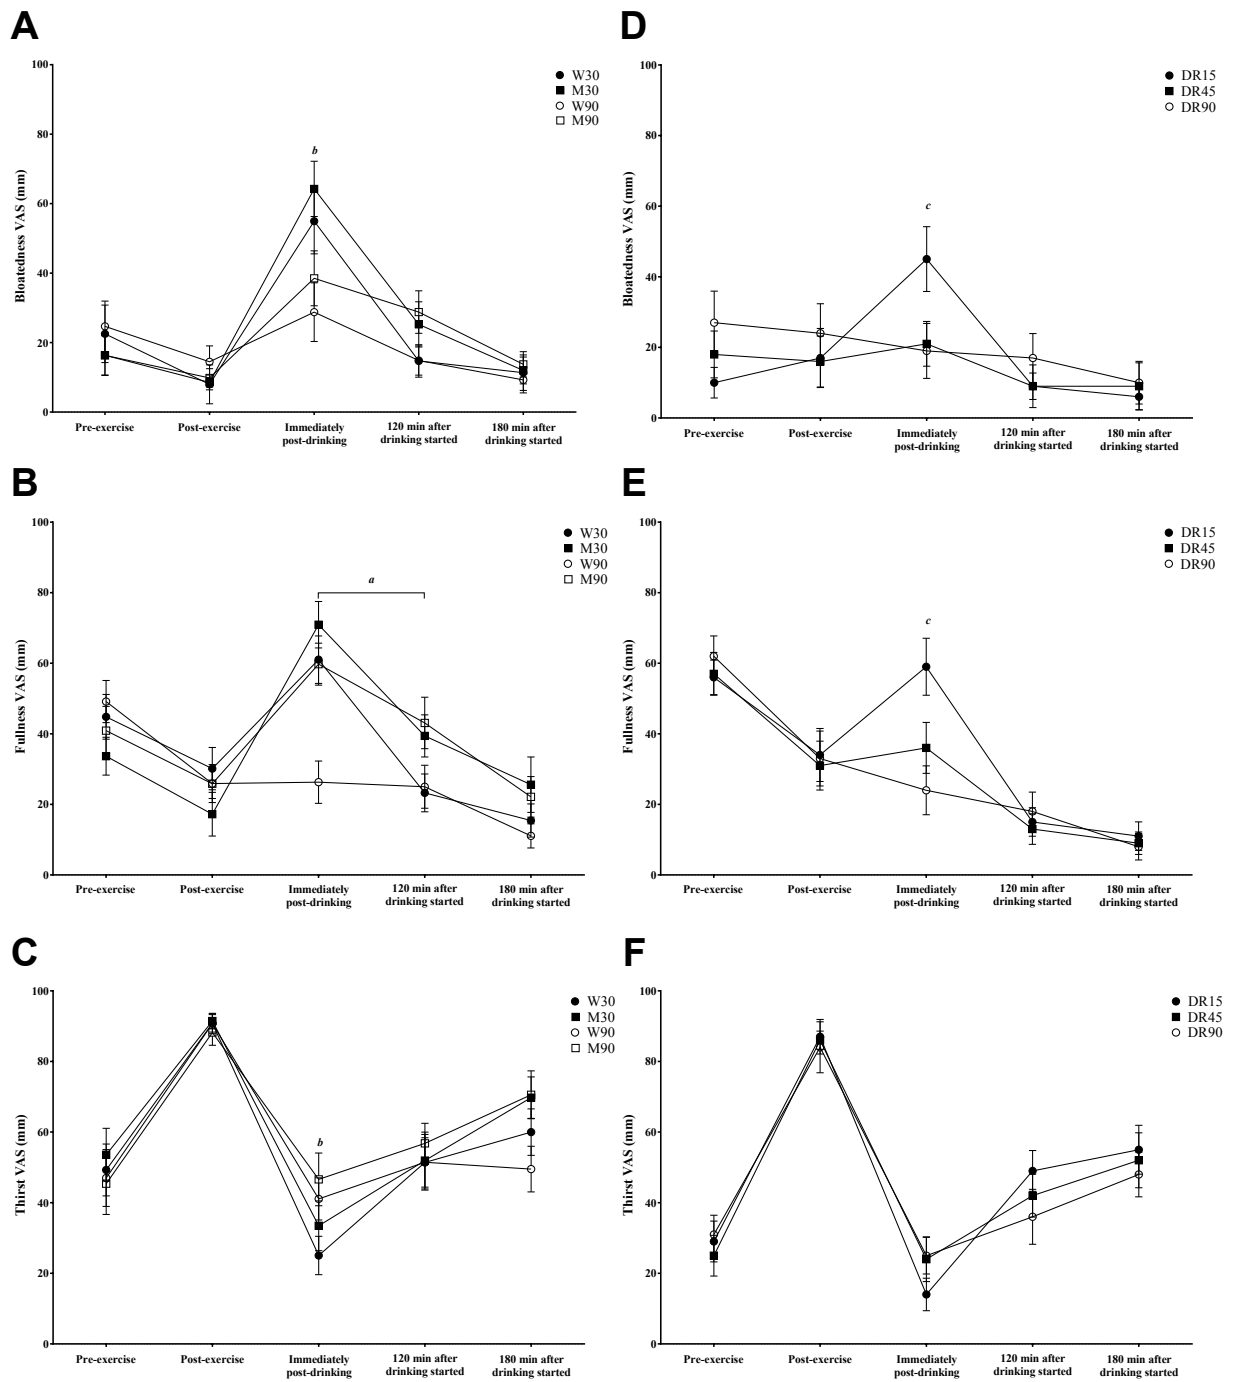 A
100
80
60
40
20
0
Bloatedness VAS (mm)
W30
M30
W90
M90
b
Pre-exercise
Post-exercise
Immediately
post-drinking
120 min after
drinking started
180 min after
drinking started
D
100
80
60
40
20
0
Bloatedness VAS (mm)
DR15
DR45
DR90
c
Pre-exercise
Post-exercise
Immediately
post-drinking
120 min after
drinking started
180 min after
drinking started
B
100
80
60
40
20
0
Fullness VAS (mm)
W30
M30
W90
M90
a
Pre-exercise
Post-exercise
Immediately
post-drinking
120 min after
drinking started
180 min after
drinking started
E
100
80
60
40
20
0
Fullness VAS (mm)
DR15
DR45
DR90
c
Pre-exercise
Post-exercise
Immediately
post-drinking
120 min after
drinking started
180 min after
drinking started
C
100
80
60
40
20
0
Thirst VAS (mm)
W30
M30
W90
M90
b
Pre-exercise
Post-exercise
Immediately
post-drinking
120 min after
drinking started
180 min after
drinking started
F
100
80
60
40
20
0
Thirst VAS (mm)
DR15
DR45
DR90
Pre-exercise
Post-exercise
Immediately
post-drinking
120 min after
drinking started
180 min after
drinking started